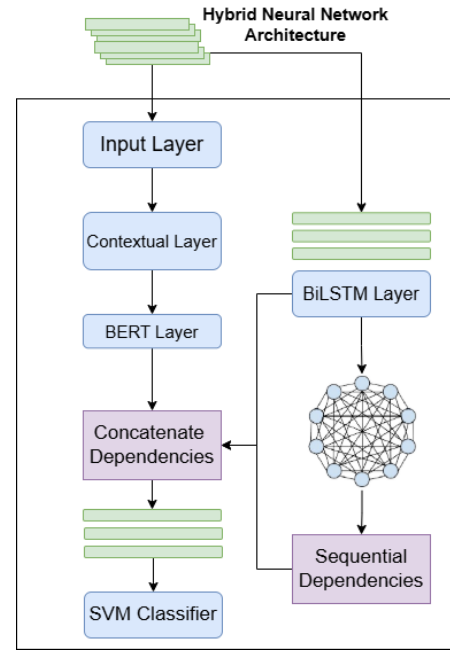 Hybrid Neural Network
Architecture
Input Layer
Contextual Layer
BERT Layer
Concatenate
Dependencies
SVM Classifier
BiLSTM Layer
Sequential
Dependencies